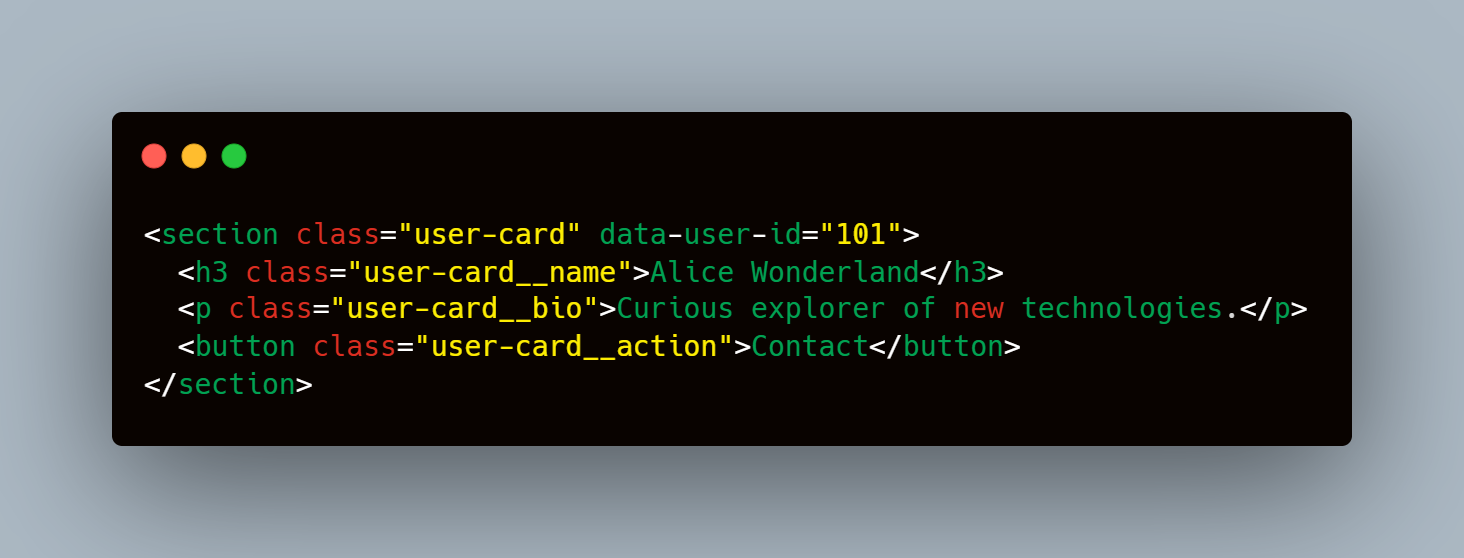 <section class="user-card" data-user-id="101">
  <h3 class="user-card__name">Alice Wonderland</h3>
  <p class="user-card__bio">Curious explorer of new technologies.</p>
  <button class="user-card__action">Contact</button>
</section>